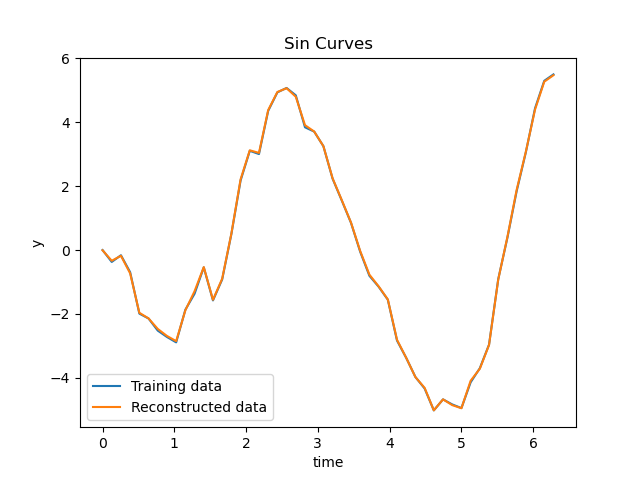 Sin Curves
6
4
2
0
−2
−4
y
0 1 2 3 4 5 6
time
Training data
Reconstructed data